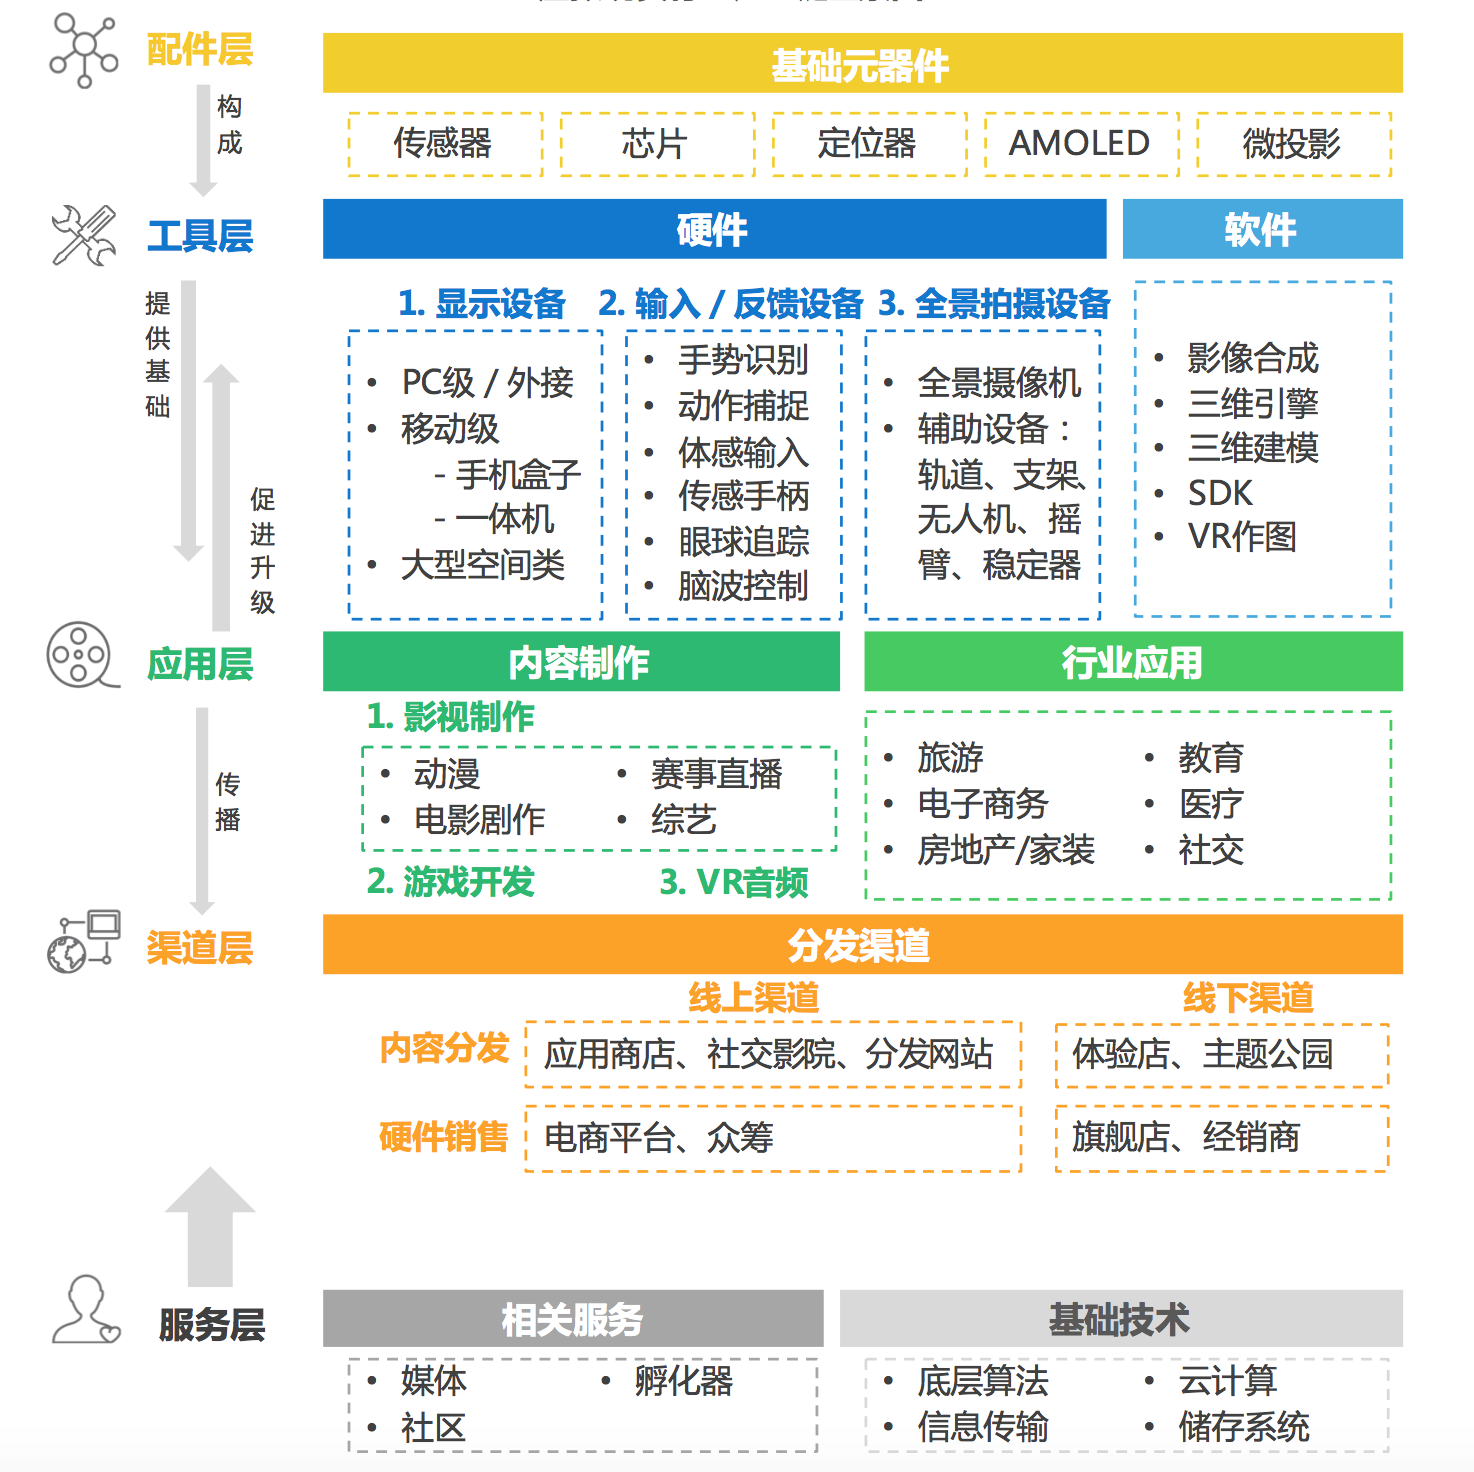 配件层
基础元器件
构成
传感器
芯片
定位器
AMOLED
微投影
工具层
硬件
软件
提供基础
促进升级
1. 显示设备
2. 输入 / 反馈设备
3. 全景拍摄设备
• PC级 / 外接
• 移动级
- 手机盒子
- 一体机
• 大型空间类
• 手势识别
• 动作捕捉
• 体感输入
• 传感手柄
• 眼球追踪
• 脑波控制
• 全景摄像机
• 辅助设备：
轨道、支架、
无人机、摇
臂、稳定器
• 影像合成
• 三维引擎
• 三维建模
• SDK
• VR作图
应用层
内容制作
行业应用
传播
1. 影视制作
• 动漫
• 赛事直播
• 电影剧作
• 综艺
2. 游戏开发
3. VR音频
• 旅游
• 教育
• 电子商务
• 医疗
• 房地产/家装
• 社交
渠道层
分发渠道
线上渠道
线下渠道
内容分发
应用商店、社交影院、分发网站
体验店、主题公园
硬件销售
电商平台、众筹
旗舰店、经销商
服务层
相关服务
基础技术
• 媒体
• 孵化器
• 社区
• 底层算法
• 云计算
• 信息传输
• 储存系统